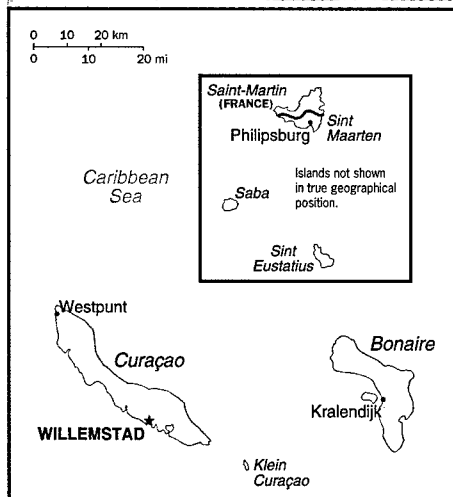 0 10 20 km
0 10 20 mi
Saint-Martin
(FRANCE)
Sint
Maarten
Philipsburg
Caribbean
Sea
Islands not shown
in true geographical
position.
Saba
Sint
Eustatius
Westpunt
Curaçao
Bonaire
Kralendijk
WILLEMSTAD
Klein
Curaçao